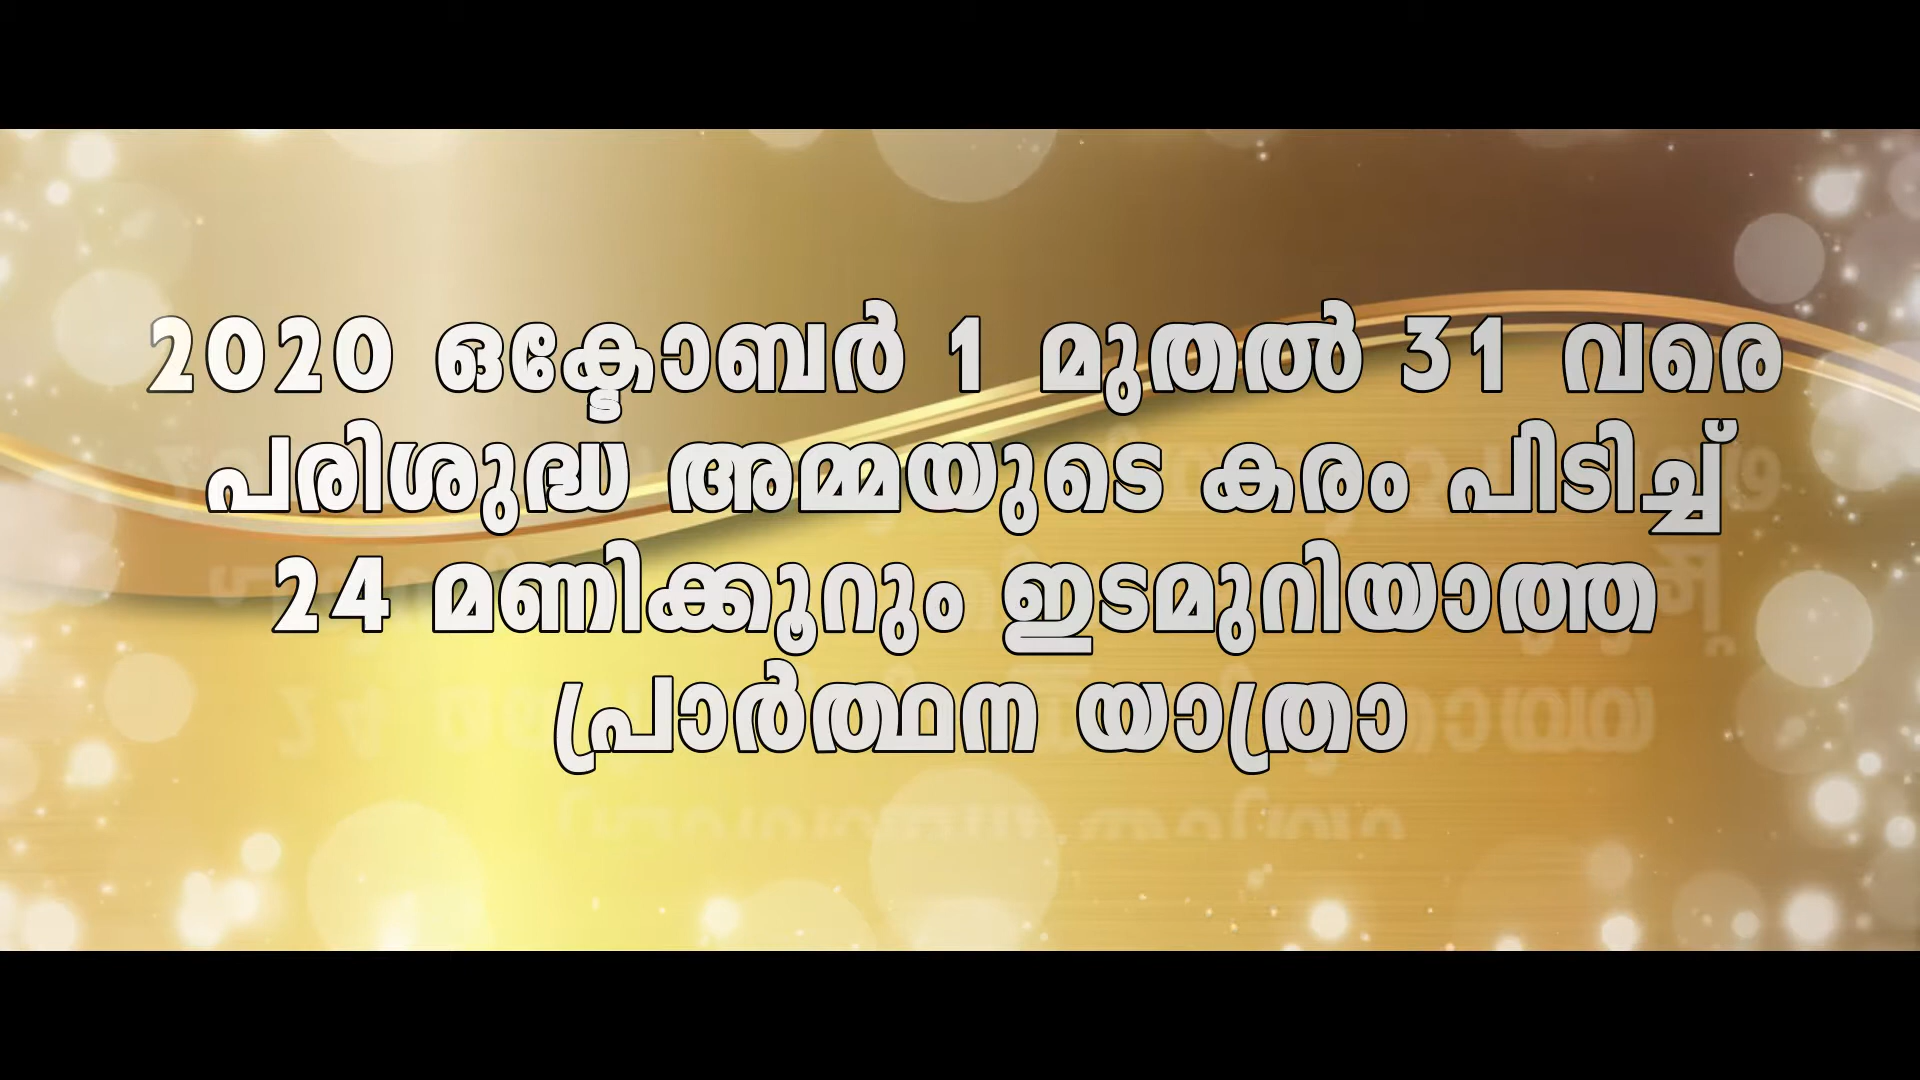 2020 ഒക്ടോബർ 1 മുതൽ 31 വരെ
പരിശുദ്ധ അമ്മയുടെ കരം പിടിച്ച്
24 മണിക്കൂറും ഇടമുറിയാത്ത
പ്രാർത്ഥന യാത്രാ